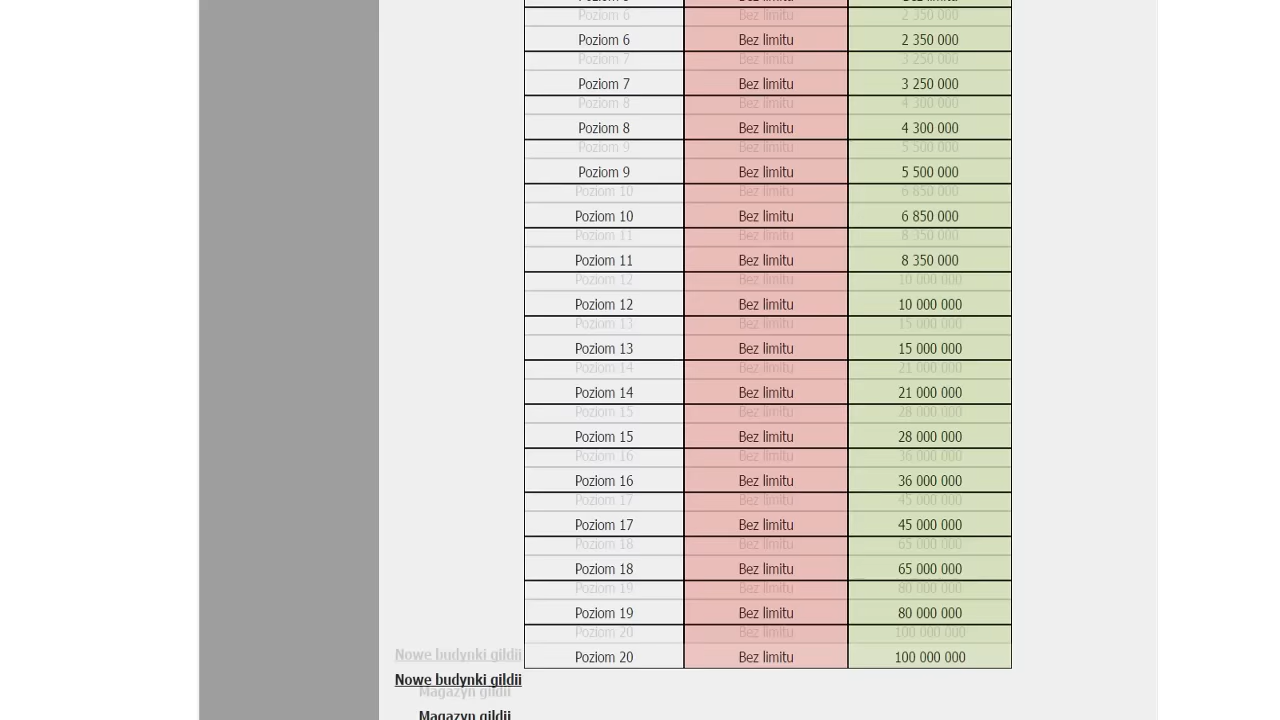 Poziom 6 Bez limitu 2 350 000
Poziom 7 Bez limitu 3 250 000
Poziom 8 Bez limitu 4 300 000
Poziom 9 Bez limitu 5 500 000
Poziom 10 Bez limitu 6 850 000
Poziom 11 Bez limitu 8 350 000
Poziom 12 Bez limitu 10 000 000
Poziom 13 Bez limitu 15 000 000
Poziom 14 Bez limitu 21 000 000
Poziom 15 Bez limitu 28 000 000
Poziom 16 Bez limitu 36 000 000
Poziom 17 Bez limitu 45 000 000
Poziom 18 Bez limitu 65 000 000
Poziom 19 Bez limitu 80 000 000
Poziom 20 Bez limitu 100 000 000
Nowe budynki gildii
Magazyn gildii